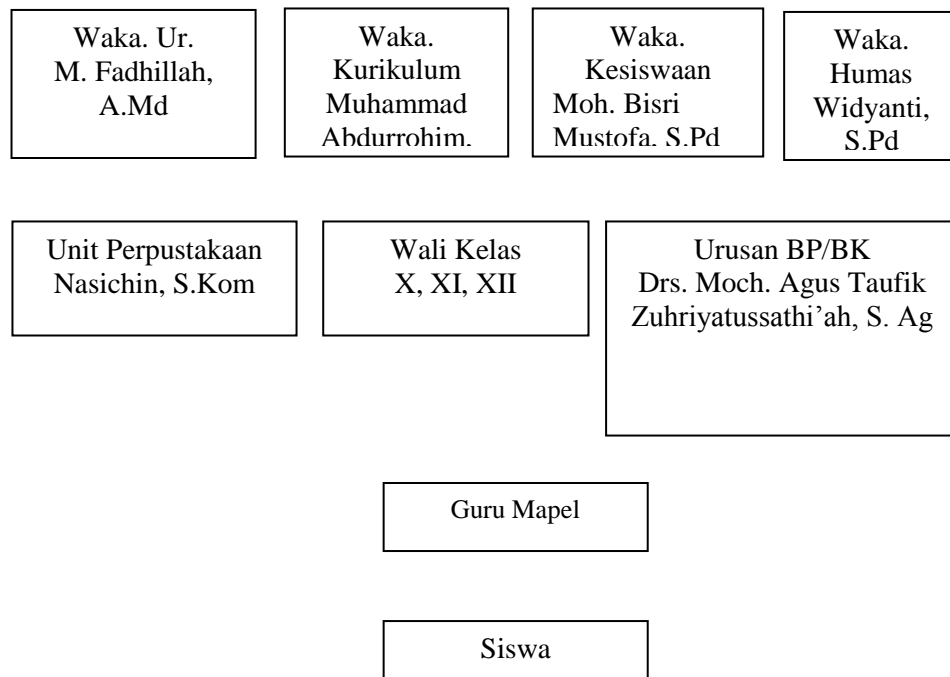 Waka. Ur.
M. Fadhillah,
A.Md
Waka.
Kurikulum
Muhammad
Abdurrohim.
Waka.
Kesiswaan
Moh. Bisri
Mustofa. S.Pd
Waka.
Humas
Widyanti,
S.Pd
Unit Perpustakaan
Nasichin, S.Kom
Wali Kelas
X, XI, XII
Urusan BP/BK
Drs. Moch. Agus Taufik
Zuhriyatussathi’ah, S. Ag
Guru Mapel
Siswa